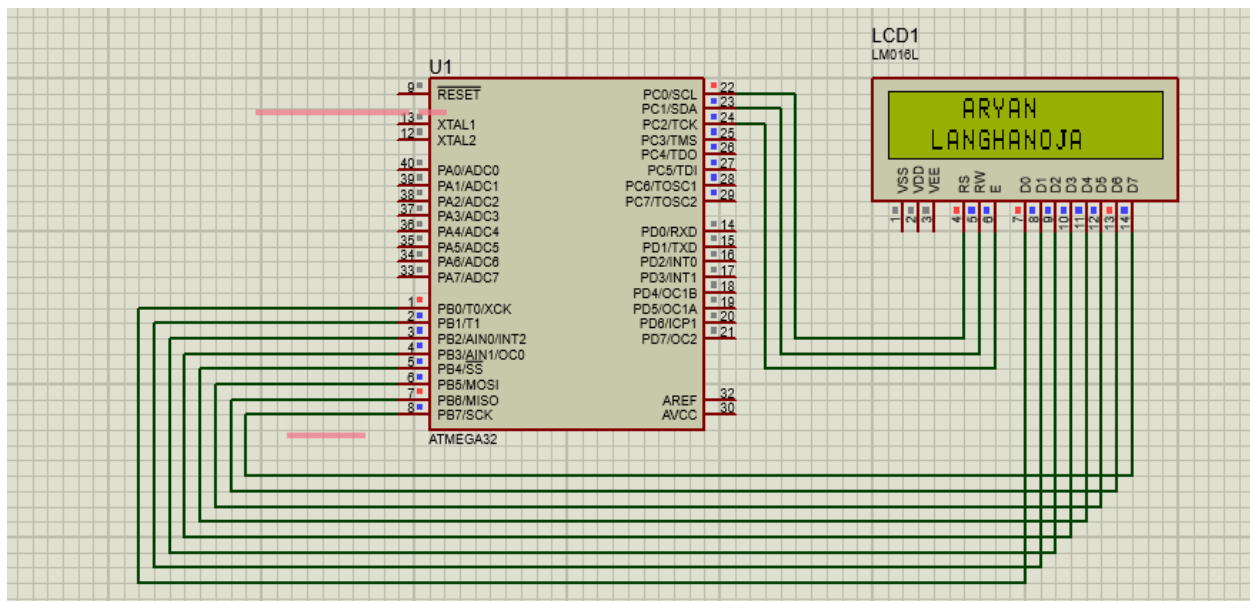 LCD1
LM016L
U1
ARYAN
LANGHANOJA
9 RESET
13 XTAL1
12 XTAL2
40 PA0/ADC0
39 PA1/ADC1
38 PA2/ADC2
37 PA3/ADC3
36 PA4/ADC4
35 PA5/ADC5
34 PA6/ADC6
33 PA7/ADC7
1 PB0/T0/XCK
2 PB1/T1
3 PB2/AIN0/INT2
4 PB3/AIN1/OC0
5 PB4/SS
6 PB5/MOSI
7 PB6/MISO
8 PB7/SCK
PC0/SCL 22
PC1/SDA 23
PC2/TCK 24
PC3/TMS 25
PC4/TDO 26
PC5/TDI 27
PC6/TOSC1 28
PC7/TOSC2 29
PD0/RXD 14
PD1/TXD 15
PD2/INT0 16
PD3/INT1 17
PD4/OC1B 18
PD5/OC1A 19
PD6/ICP1 20
PD7/OC2 21
AREF 32
AVCC 30
ATMEGA32
VSS VDD VEE RS RW E D0 D1 D2 D3 D4 D5 D6 D7
1 2 3 4 5 6 7 8 9 10 11 12 13 14